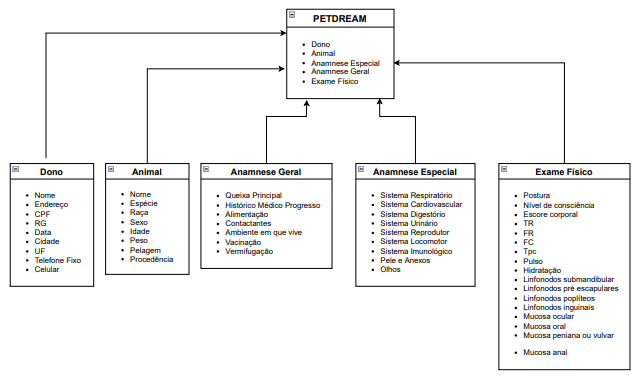 PETDREAM
Dono
Animal
Anamnese Especial
Anamnese Geral
Exame Físico
Dono
Nome
Endereço
CPF
RG
Data
Cidade
UF
Telefone Fixo
Celular
Animal
Nome
Espécie
Raça
Sexo
Idade
Peso
Pelagem
Procedência
Anamnese Geral
Queixa Principal
Histórico Médico Progresso
Alimentação
Contactantes
Ambiente em que vive
Vacinação
Vermifugação
Anamnese Especial
Sistema Respiratório
Sistema Cardiovascular
Sistema Digestório
Sistema Urinário
Sistema Reprodutor
Sistema Locomotor
Sistema Imunológico
Pele e Anexos
Olhos
Exame Físico
Postura
Nível de consciência
Escore corporal
TR
FR
FC
Tpc
Pulso
Hidratação
Linfonodos submandibular
Linfonodos pré escapulares
Linfonodos poplíteos
Linfonodos inguinais
Mucosa ocular
Mucosa oral
Mucosa peniana ou vulvar
Mucosa anal